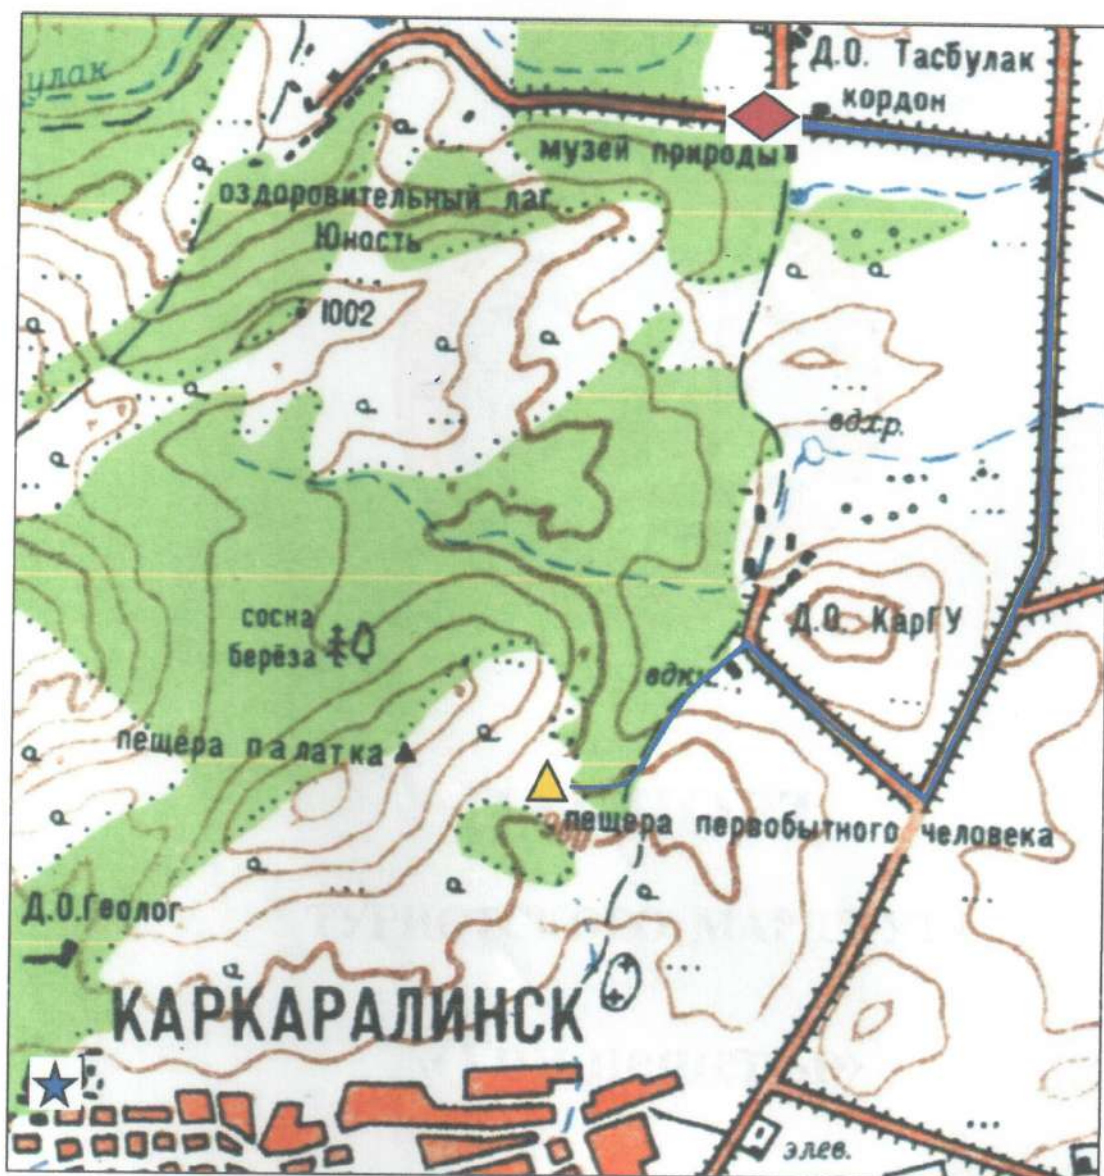 улак
Д.О. Тасбулак
кордон
музей природы
оздоровительный лаг.
Юность
1002
вдхр.
сосна
берёза
Д.О. КарГУ
вдкч.
пещера палатка
пещера первобытного человека
Д.О.Геолог
КАРКАРАЛИНСК
элев.